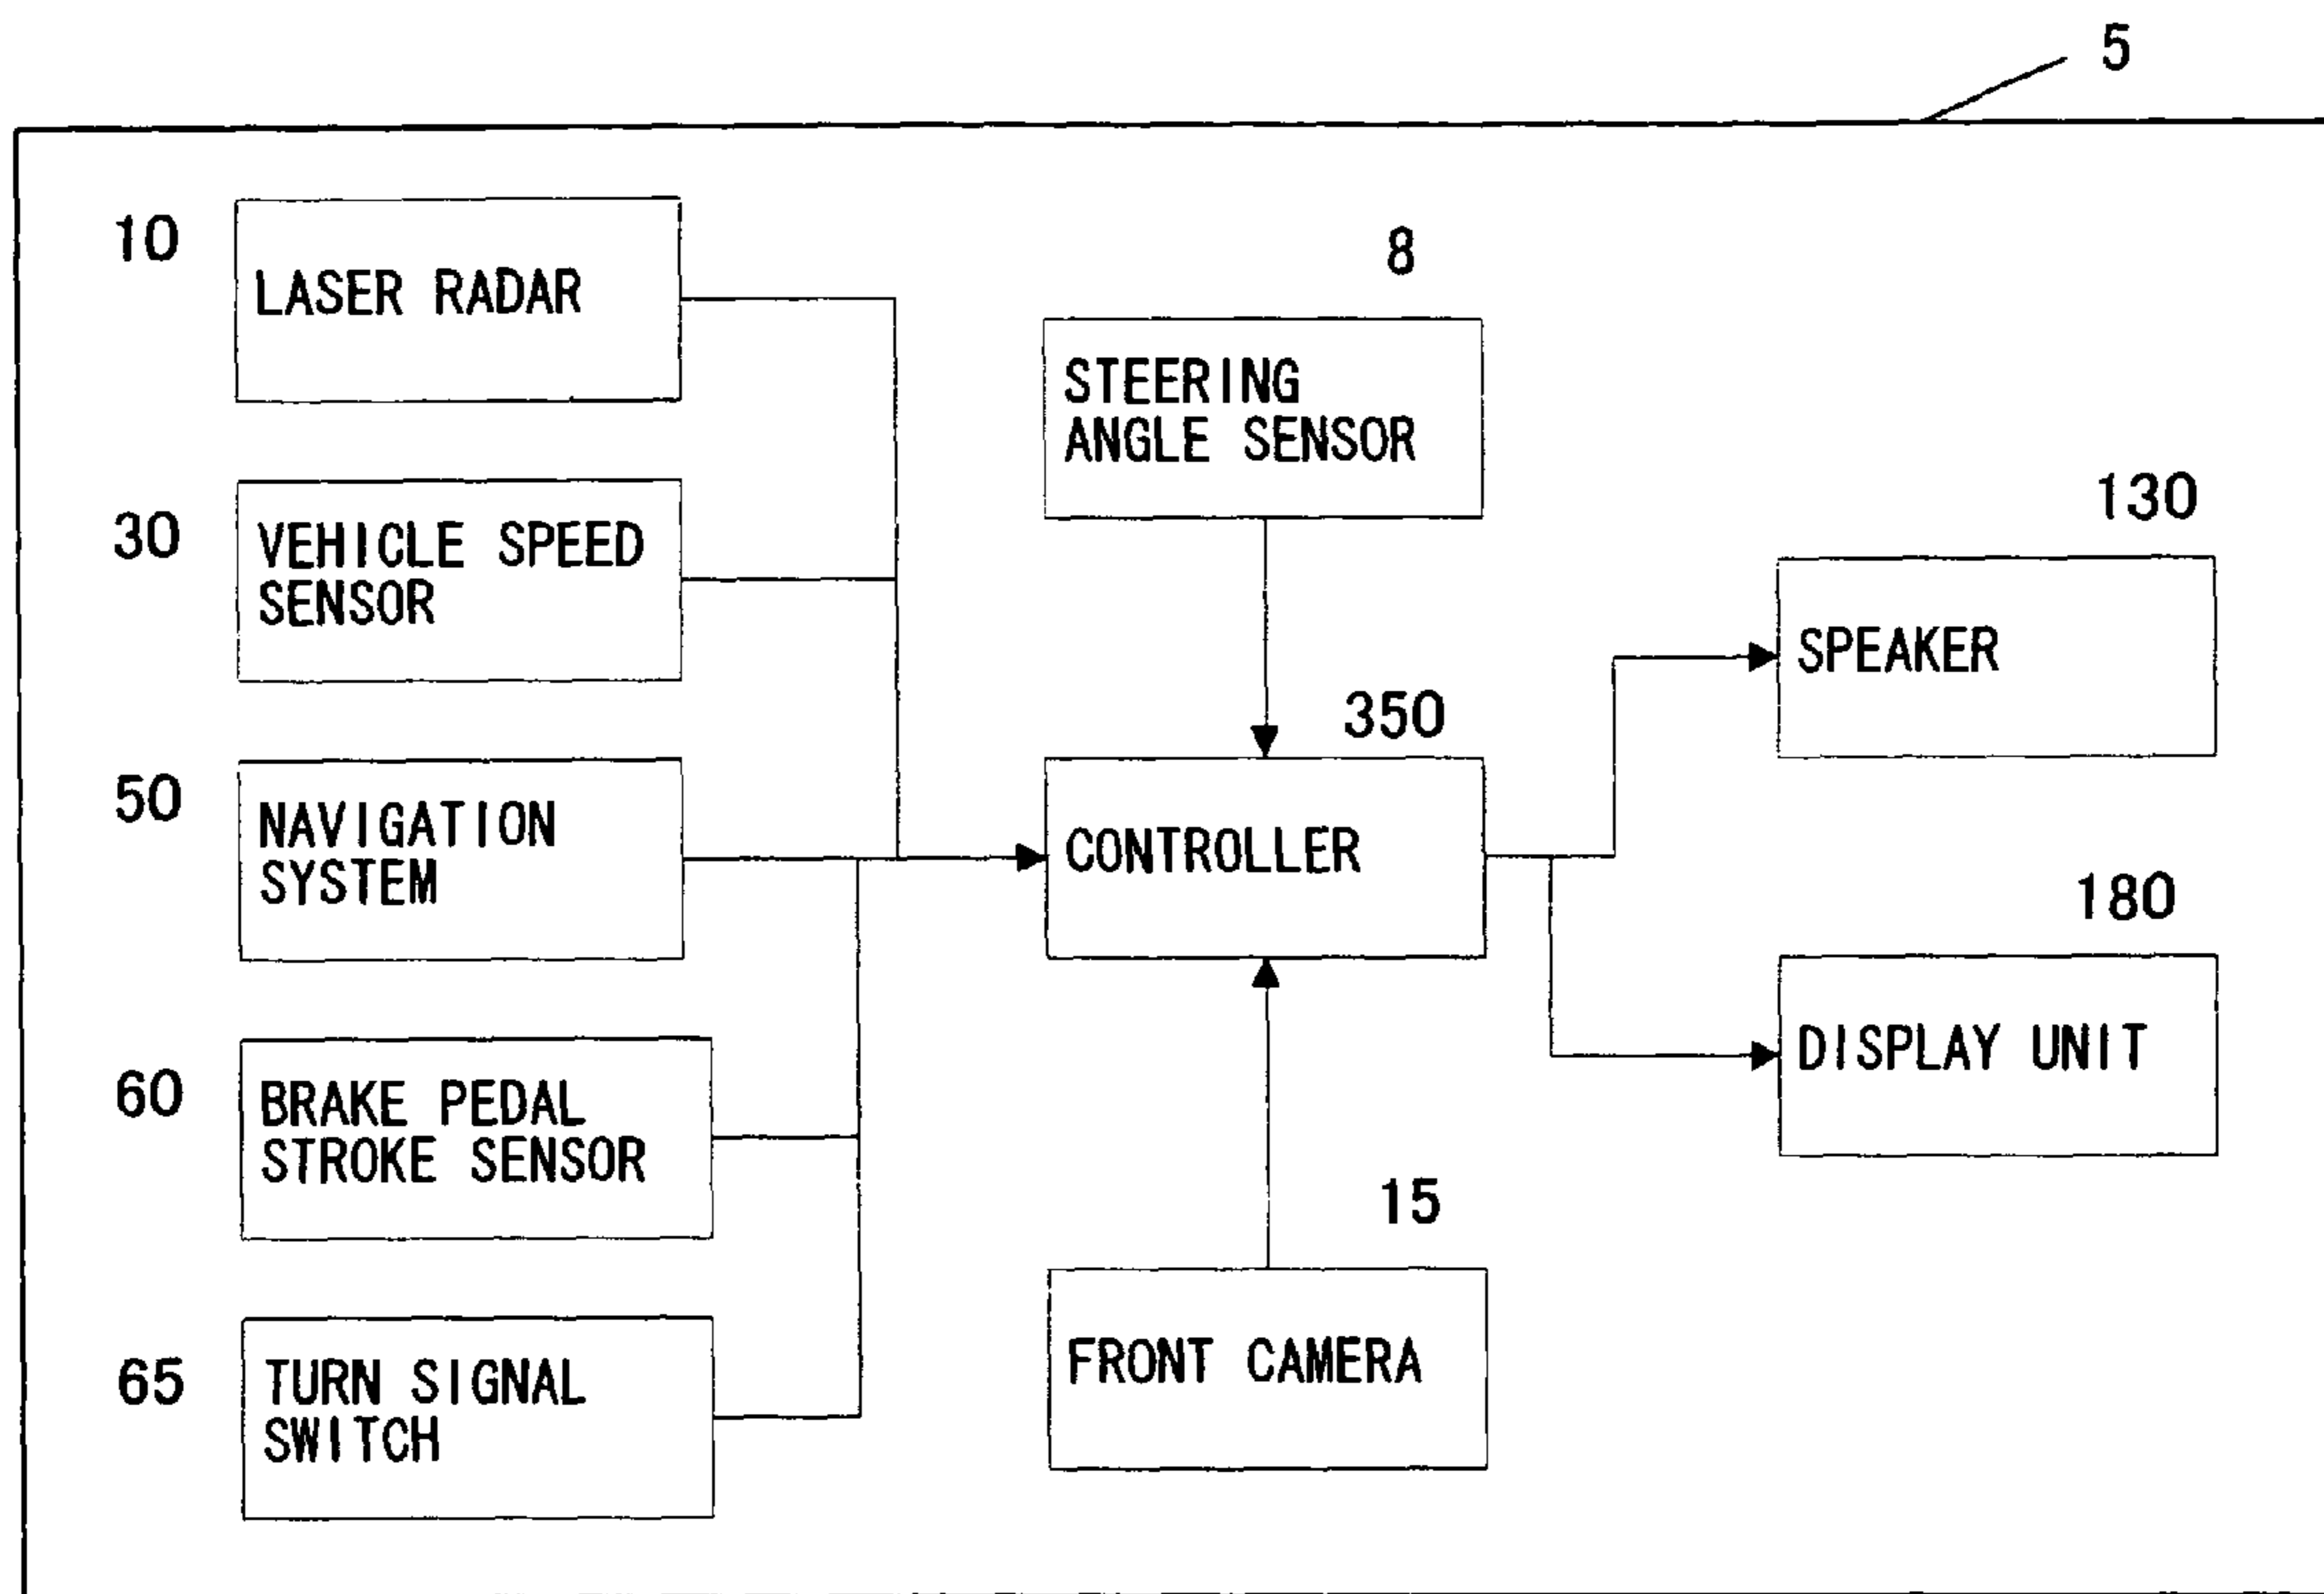 5
10
LASER RADAR
8
STEERING
ANGLE SENSOR
30
VEHICLE SPEED
SENSOR
130
SPEAKER
50
NAVIGATION
SYSTEM
350
CONTROLLER
180
DISPLAY UNIT
60
BRAKE PEDAL
STROKE SENSOR
15
FRONT CAMERA
65
TURN SIGNAL
SWITCH